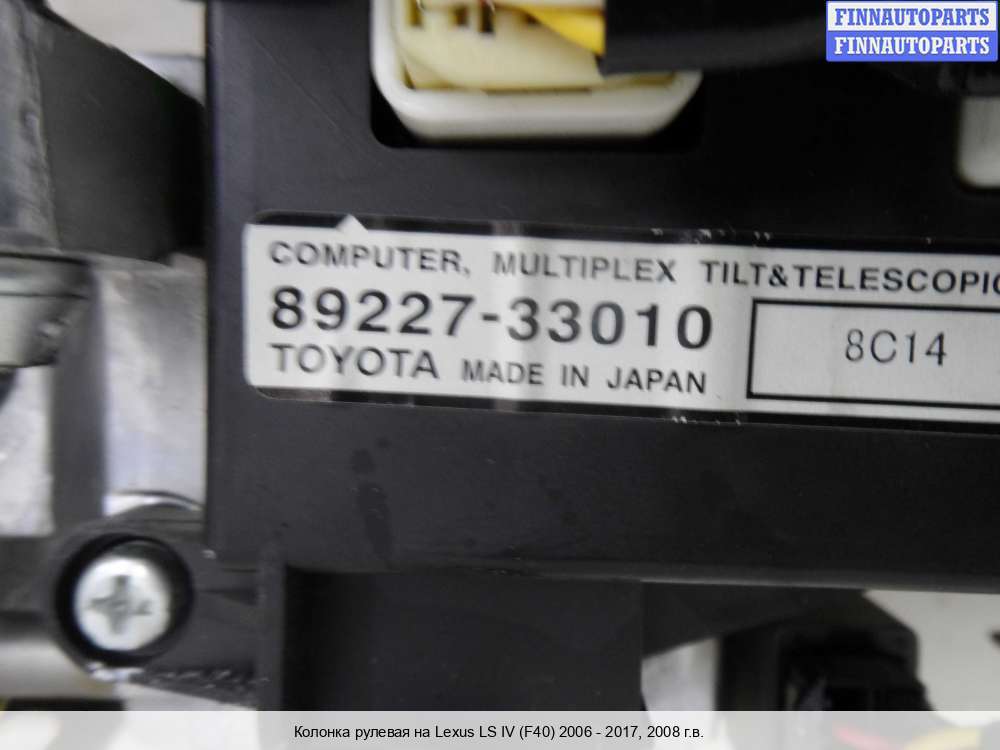 FINNAUTOPARTS
FINNAUTOPARTS
COMPUTER, MULTIPLEX TILT&TELESCOPIC
89227-33010
8C14
TOYOTA MADE IN JAPAN
Колонка рулевая на Lexus LS IV (F40) 2006 - 2017, 2008 г.в.